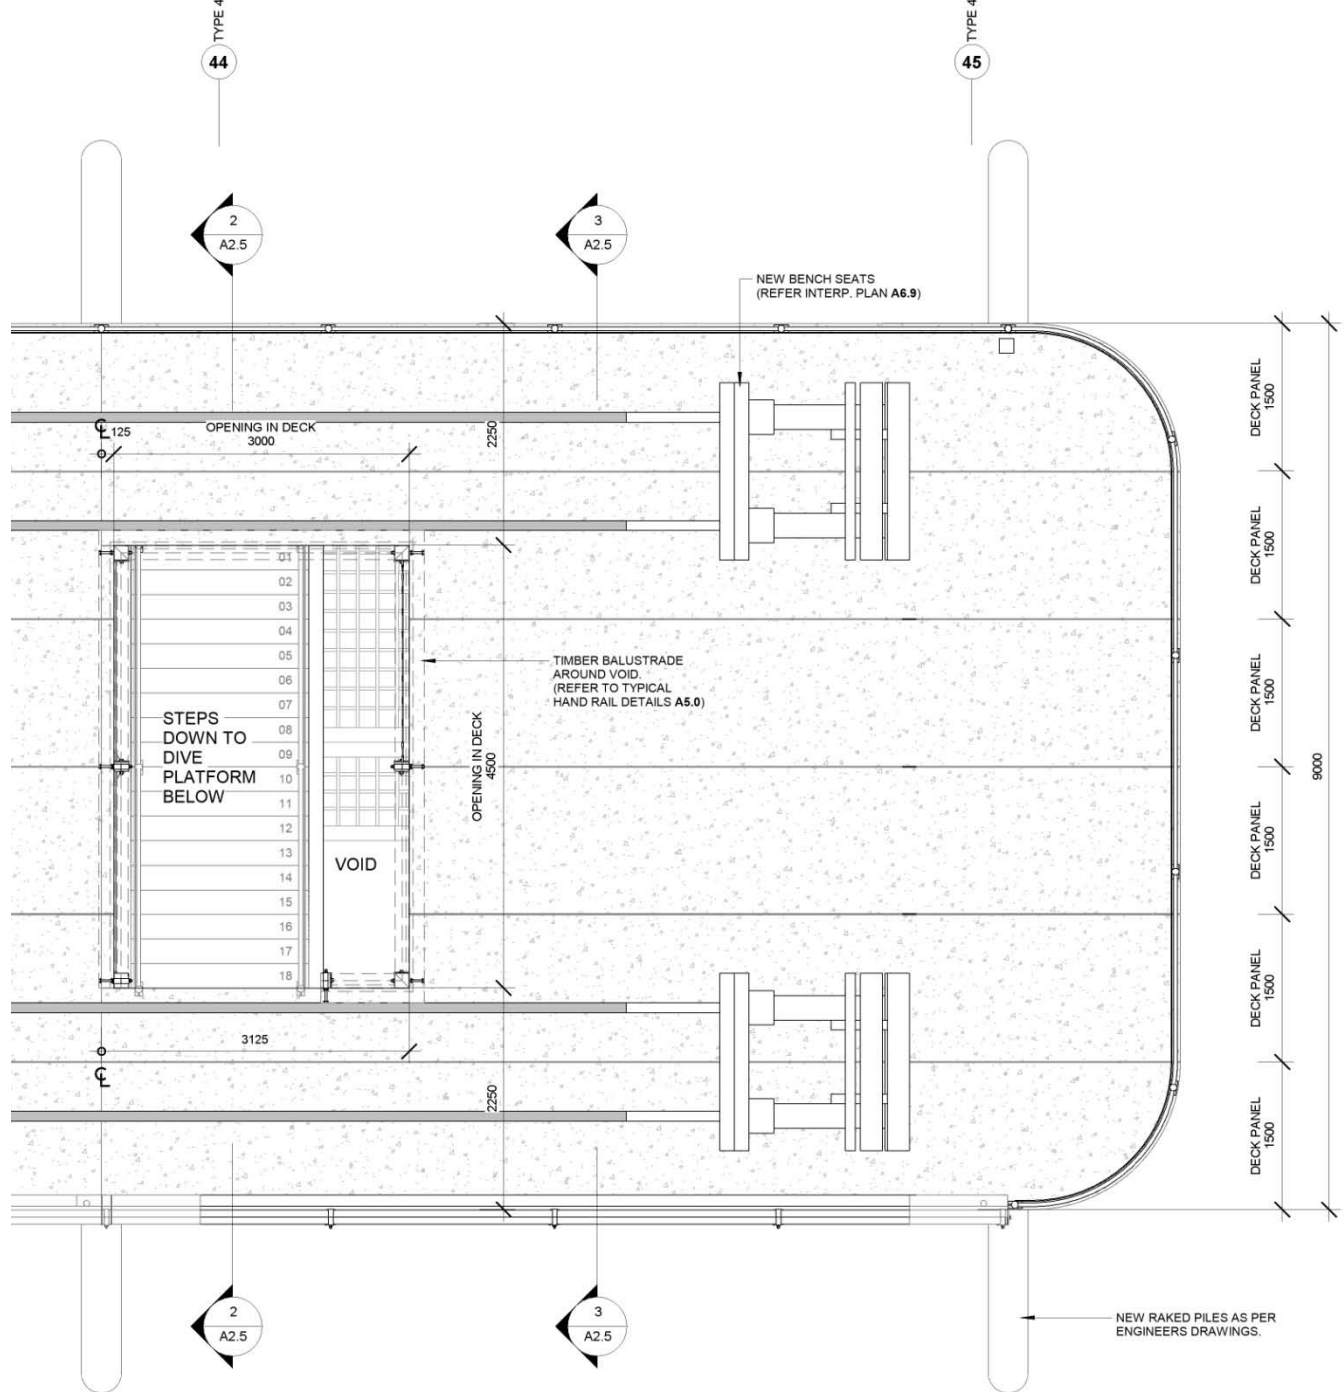 TYPE 4
TYPE 4
44
45
2
A2.5
3
A2.5
NEW BENCH SEATS
(REFER INTERP. PLAN A6.9)
DECK PANEL
1500
DECK PANEL
1500
DECK PANEL
1500
DECK PANEL
1500
DECK PANEL
1500
DECK PANEL
1500
9000
CL
125
OPENING IN DECK
3000
2250
01
02
03
04
05
06
07
08
09
10
11
12
13
14
15
16
17
18
STEPS
DOWN TO
DIVE
PLATFORM
BELOW
VOID
TIMBER BALUSTRADE
AROUND VOID.
(REFER TO TYPICAL
HAND RAIL DETAILS A5.0)
OPENING IN DECK
4500
3125
CL
2250
2
A2.5
3
A2.5
NEW RAKED PILES AS PER
ENGINEERS DRAWINGS.